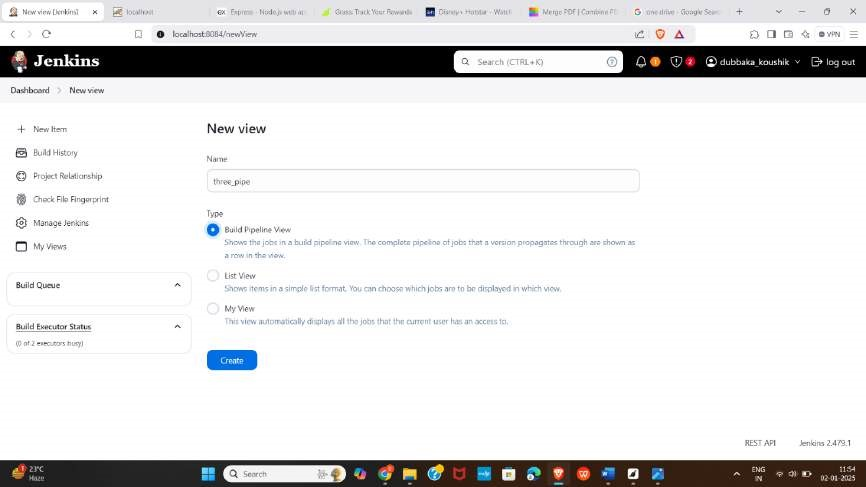 New view [Jenkins]
localhost
Express - Node.js web ap
Grass: Track Your Rewards
Disney+ Hotstar - Watch
Merge PDF | Combine PD
one drive - Google Searc
localhost:8084/newView
VPN
Jenkins
Search (CTRL+K)
1
2
dubbaka_koushik
log out
Dashboard
New view
New Item
Build History
Project Relationship
Check File Fingerprint
Manage Jenkins
My Views
Build Queue
Build Executor Status
(0 of 2 executors busy)
New view
Name
three_pipe
Type
Build Pipeline View
Shows the jobs in a build pipeline view. The complete pipeline of jobs that a version propagates through are shown as
a row in the view.
List View
Shows items in a simple list format. You can choose which jobs are to be displayed in which view.
My View
This view automatically displays all the jobs that the current user has an access to.
Create
REST API
Jenkins 2.479.1
1
23°C
Haze
Search
ENG
IN
11:54
02-01-2025